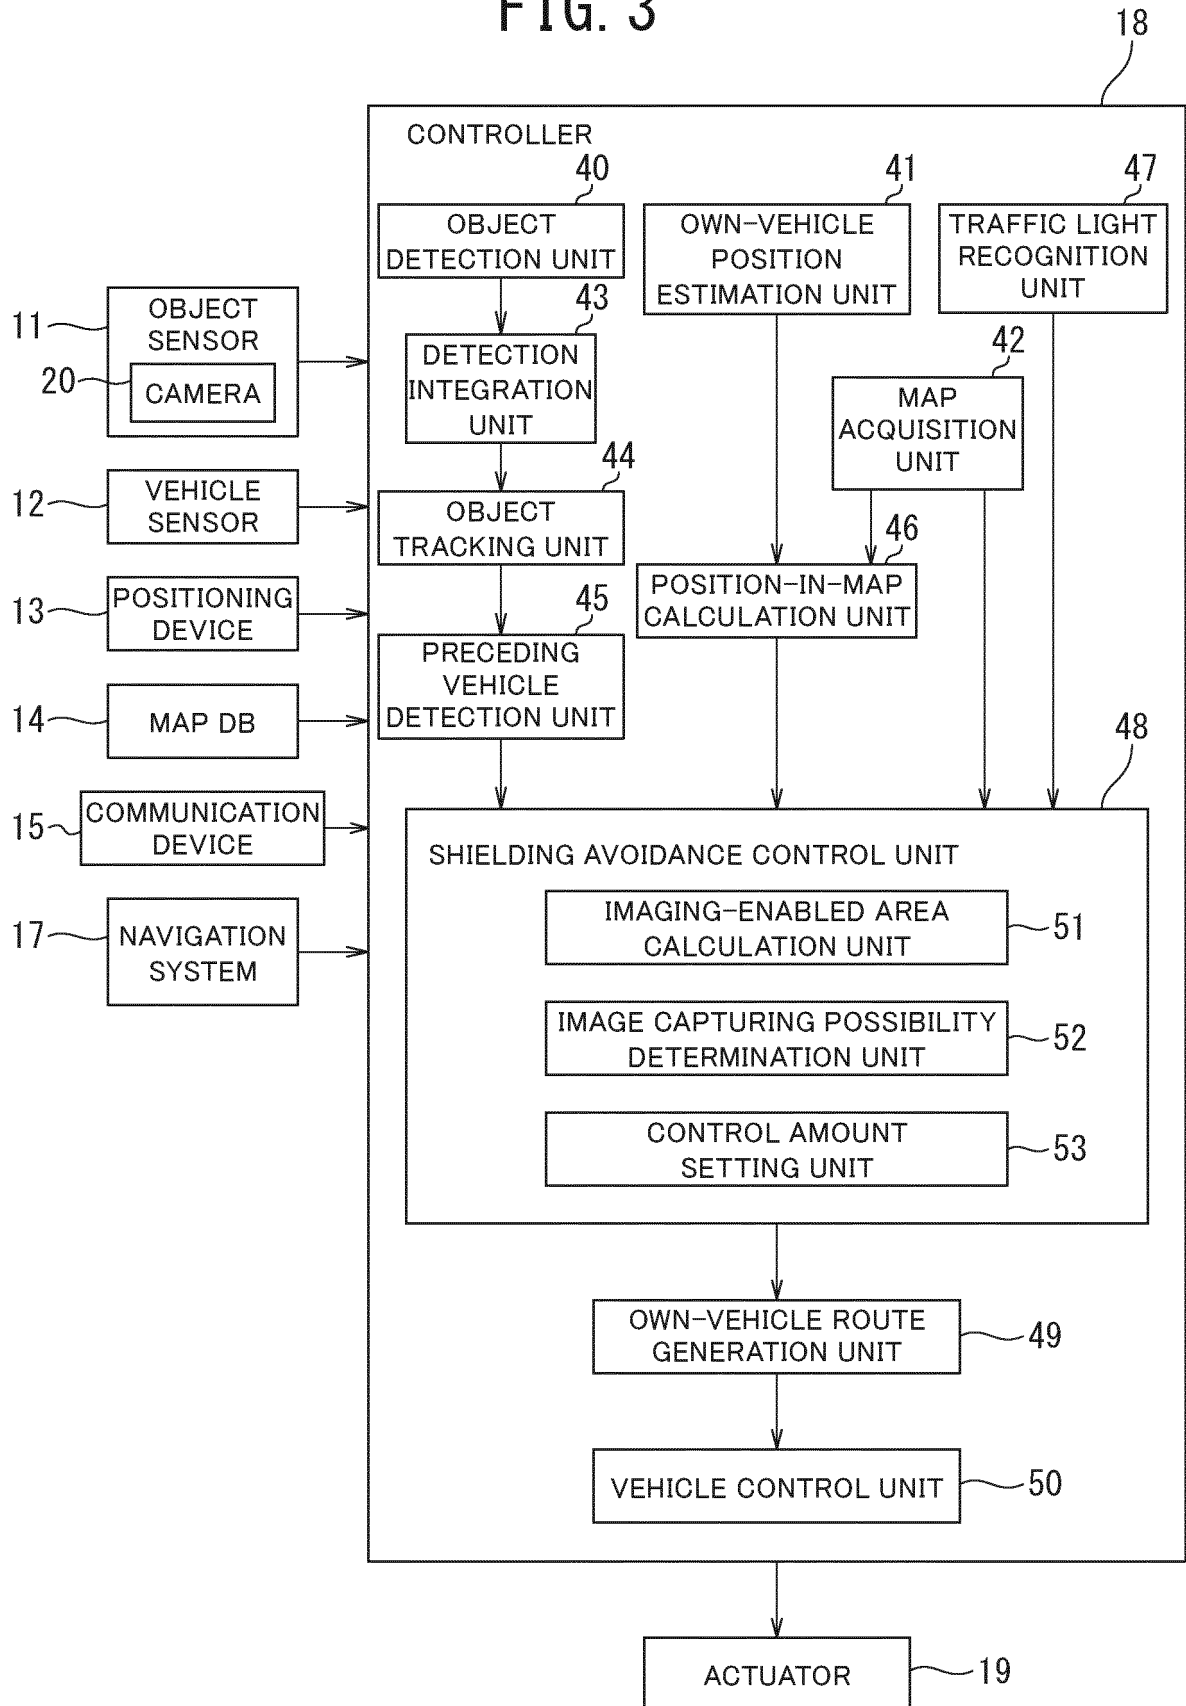 FIG. 3
18
CONTROLLER
40
OBJECT
DETECTION UNIT
41
OWN-VEHICLE
POSITION
ESTIMATION UNIT
47
TRAFFIC LIGHT
RECOGNITION
UNIT
11
OBJECT
SENSOR
20
CAMERA
43
DETECTION
INTEGRATION
UNIT
42
MAP
ACQUISITION
UNIT
12
VEHICLE
SENSOR
44
OBJECT
TRACKING UNIT
46
POSITION-IN-MAP
CALCULATION UNIT
13
POSITIONING
DEVICE
45
PRECEDING
VEHICLE
DETECTION UNIT
14
MAP DB
48
15
COMMUNICATION
DEVICE
SHIELDING AVOIDANCE CONTROL UNIT
17
NAVIGATION
SYSTEM
IMAGING-ENABLED AREA
CALCULATION UNIT
51
IMAGE CAPTURING POSSIBILITY
DETERMINATION UNIT
52
CONTROL AMOUNT
SETTING UNIT
53
OWN-VEHICLE ROUTE
GENERATION UNIT
49
VEHICLE CONTROL UNIT
50
ACTUATOR
19